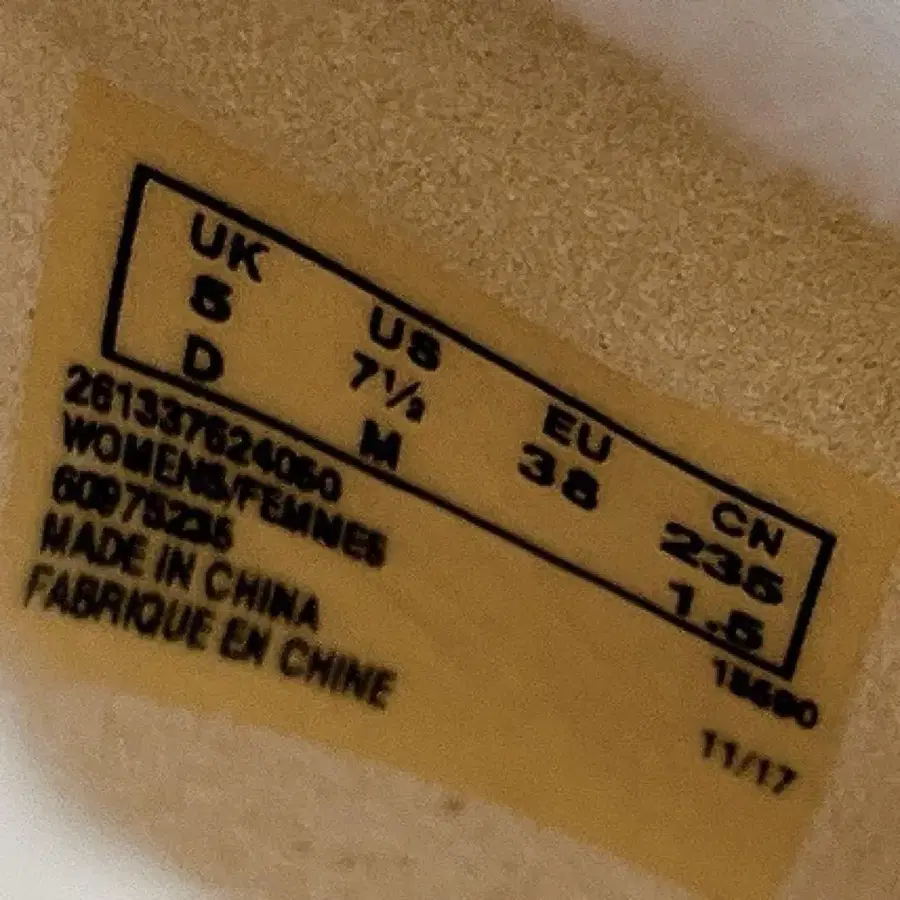 UK US EU CN
5 7½ 38 235
D M 1.5
261337624050
WOMENS/FEMMES
60975235
MADE IN CHINA
FABRIQUE EN CHINE
11/17